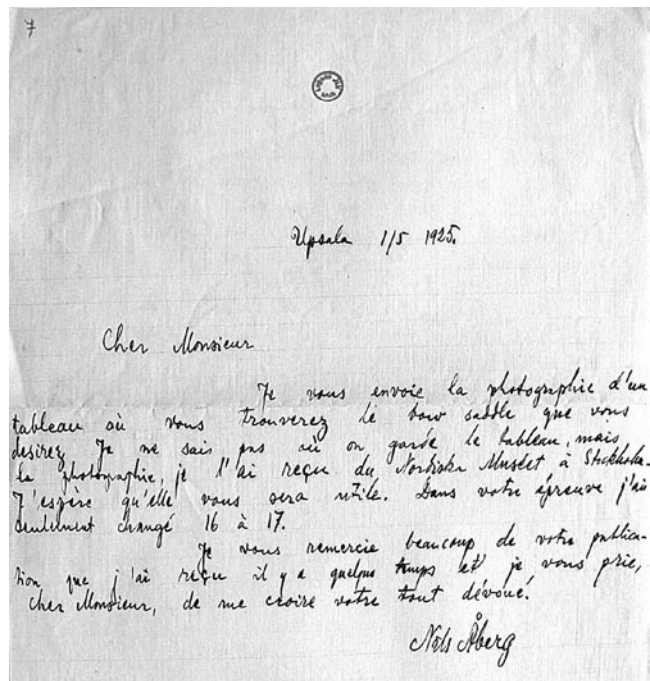 7
Upsala 1/5 1925.
Cher Monsieur
Je vous envoie la photographie d'un
tableau où vous trouverez le bow saddle que vous
desirez. Je ne sais pas où on garde le tableau, mais
la photographie, je l'ai reçu du Nordiska Muséet à Stockholm.
J'espère qu'elle vous sera utile. Dans votre épreuve j'ai
seulement changé 16 à 17.
Je vous remercie beaucoup de votre publica-
tion que j'ai reçu il y a quelque temps et je vous prie,
cher Monsieur, de me croire votre tout dévoué.
Nils Åberg